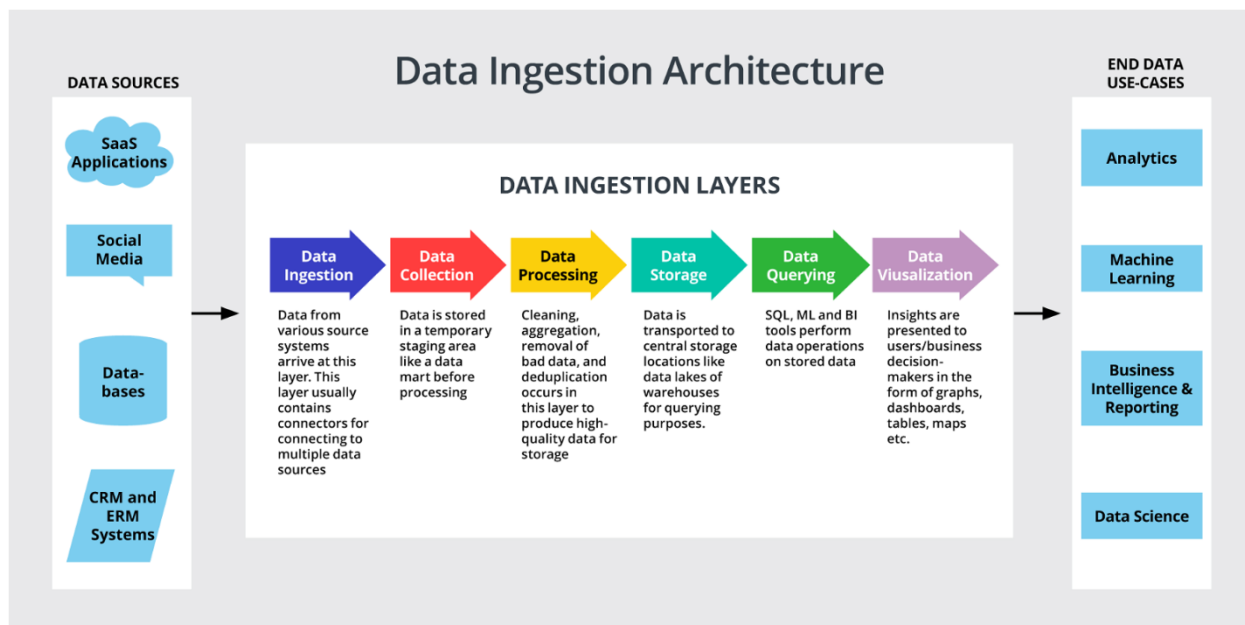 Data Ingestion Architecture
DATA SOURCES
SaaS
Applications
Social
Media
Data-
bases
CRM and
ERM
Systems
DATA INGESTION LAYERS
Data
Ingestion
Data from
various source
systems
arrive at this
layer. This
layer usually
contains
connectors for
connecting to
multiple data
sources
Data
Collection
Data is stored
in a temporary
staging area
like a data
mart before
processing
Data
Processing
Cleaning,
aggregation,
removal of
bad data, and
deduplication
occurs in
this layer to
produce high-
quality data for
storage
Data
Storage
Data is
transported to
central storage
locations like
data lakes of
warehouses
for querying
purposes.
Data
Querying
SQL, ML and BI
tools perform
data operations
on stored data
Data
Viusalization
Insights are
presented to
users/business
decision-
makers in the
form of graphs,
dashboards,
tables, maps
etc.
END DATA
USE-CASES
Analytics
Machine
Learning
Business
Intelligence &
Reporting
Data Science